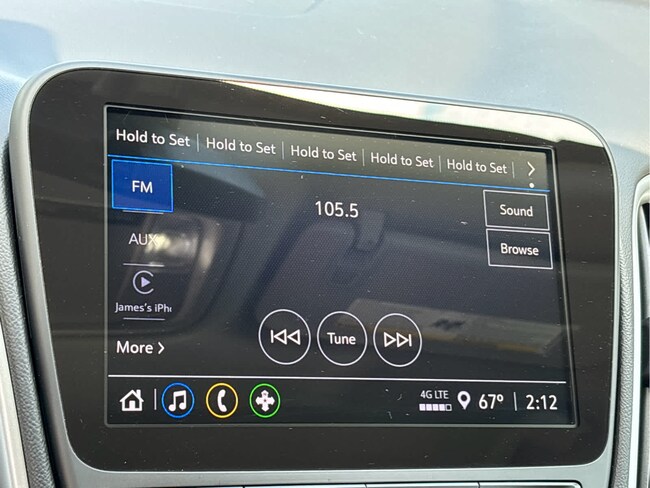 Hold to Set Hold to Set Hold to Set Hold to Set Hold to Set
FM
105.5
Sound
AUX
Browse
James's iPh
Tune
More
4G LTE
67° 2:12